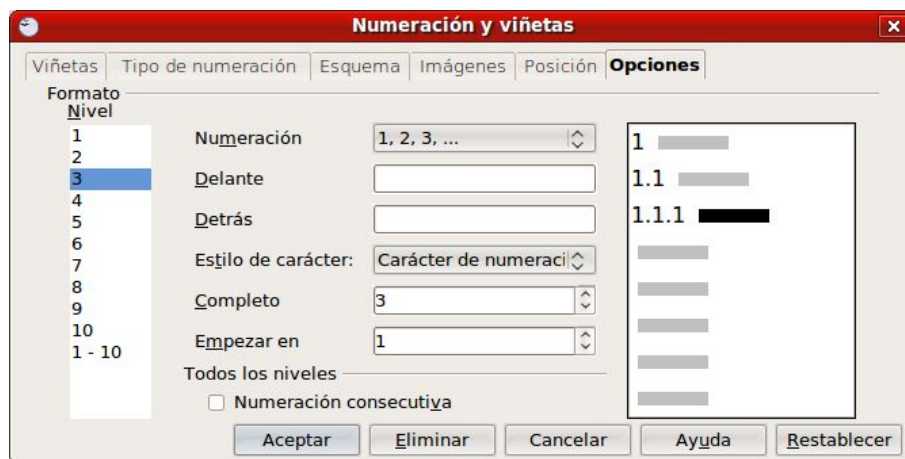 Numeración y viñetas
Viñetas Tipo de numeración Esquema Imágenes Posición Opciones
Formato
Nivel
1
2
3
4
5
6
7
8
9
10
1 - 10
Numeración 1, 2, 3, ...
Delante
Detrás
Estilo de carácter: Carácter de numeraci
Completo 3
Empezar en 1
Todos los niveles
Numeración consecutiva
1
1.1
1.1.1
Aceptar Eliminar Cancelar Ayuda Restablecer